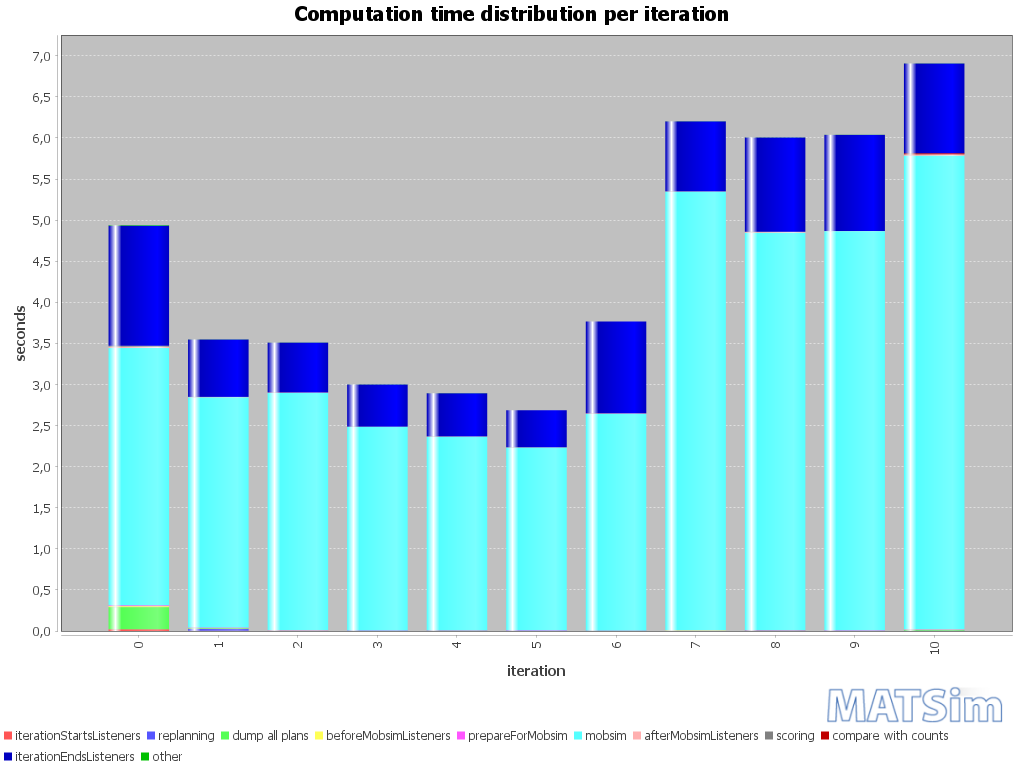 Computation time distribution per iteration
7,0
6,5
6,0
5,5
5,0
4,5
4,0
3,5
3,0
2,5
2,0
1,5
1,0
0,5
0,0
seconds
0 1 2 3 4 5 6 7 8 9 10
iteration
MATSim
iterationStartsListeners replanning dump all plans beforeMobsimListeners prepareForMobsim mobsim afterMobsimListeners scoring compare with counts
iterationEndsListeners other